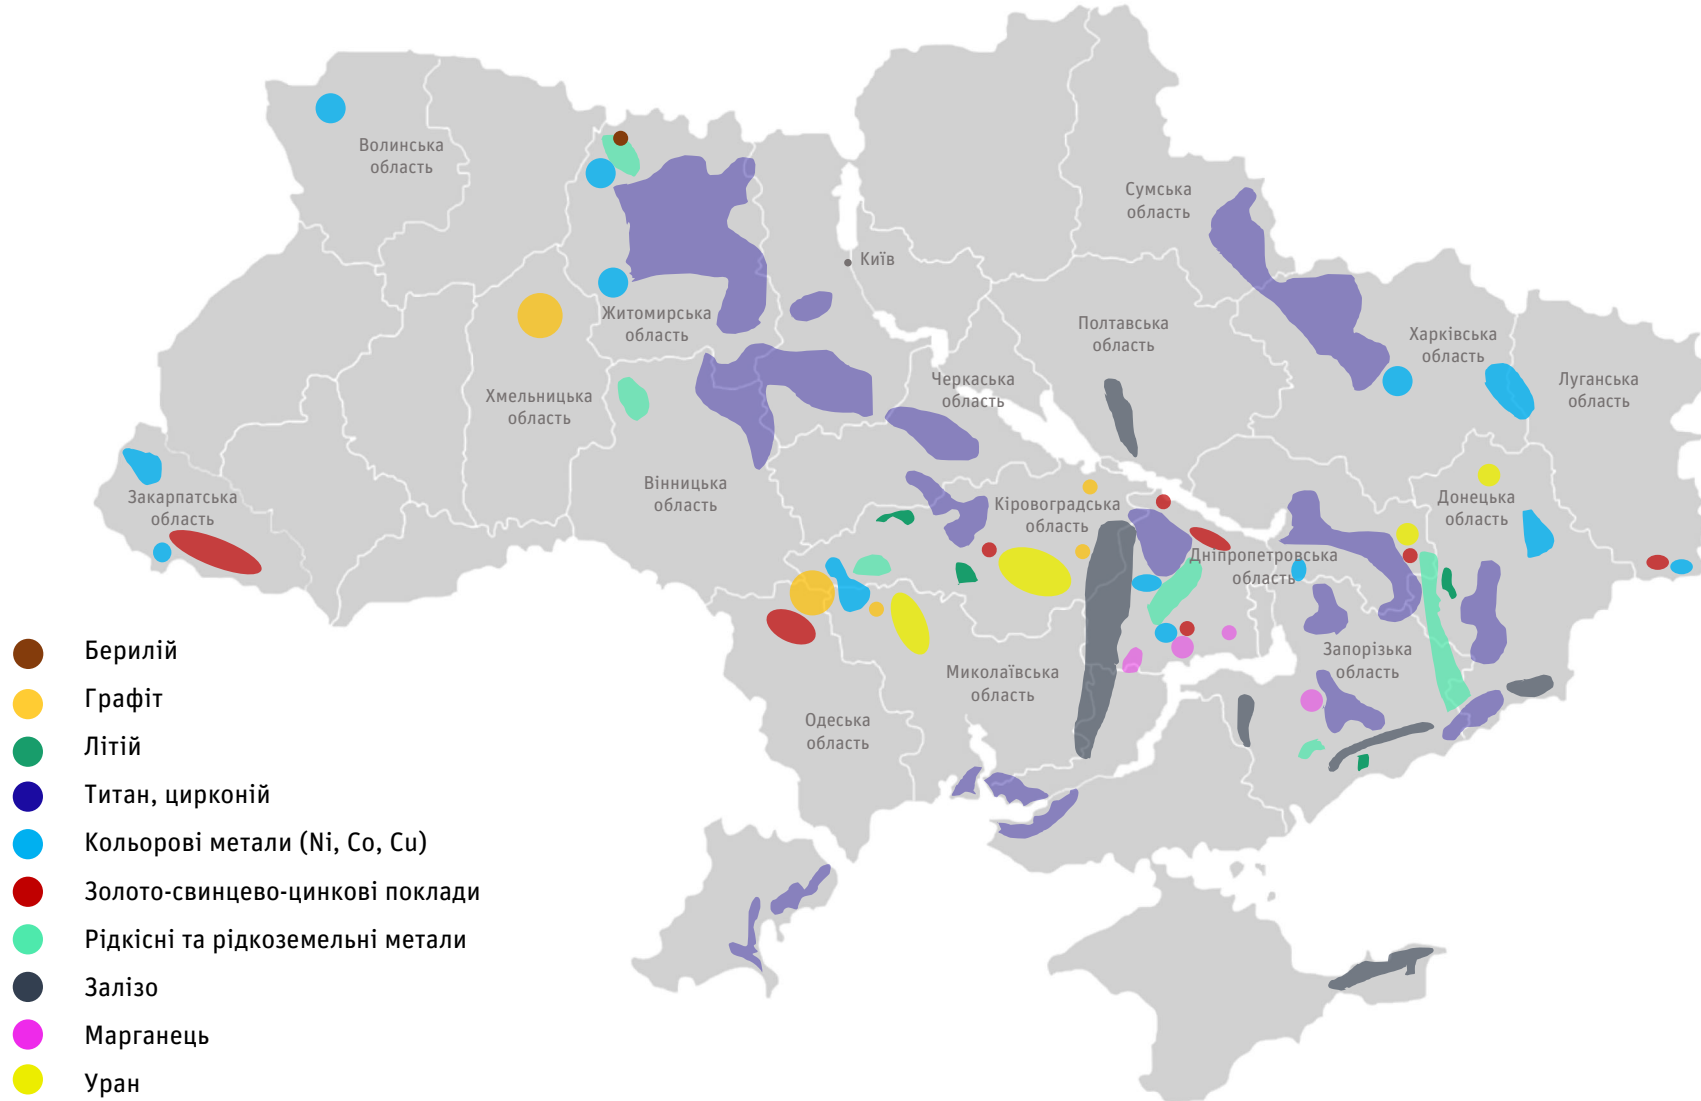 Волинська
область
Сумська
область
Київ
Житомирська
область
Полтавська
область
Харківська
область
Луганська
область
Черкаська
область
Хмельницька
область
Вінницька
область
Закарпатська
область
Кіровоградська
область
Донецька
область
Дніпропетровська
область
Запорізька
область
Миколаївська
область
Одеська
область
Берилій
Графіт
Літій
Титан, цирконій
Кольорові метали (Ni, Co, Cu)
Золото-свинцево-цинкові поклади
Рідкісні та рідкоземельні метали
Залізо
Марганець
Уран